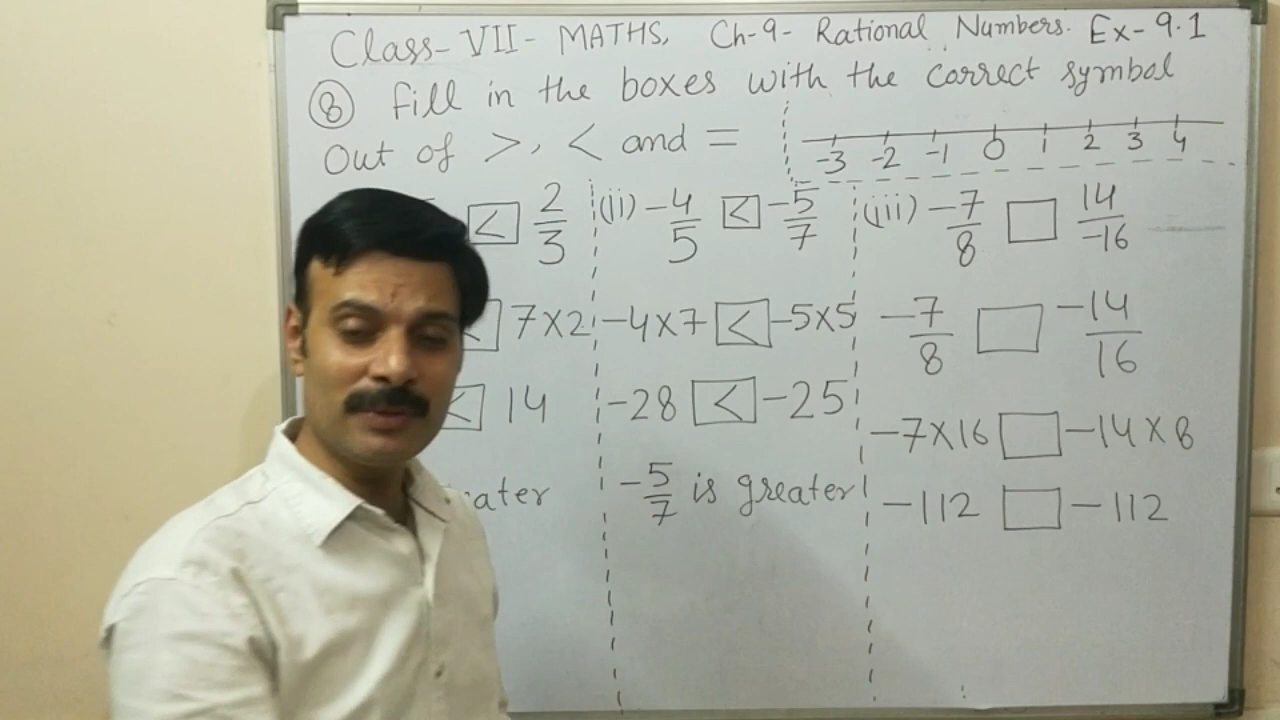 Class-VII- MATHS, Ch-9- Rational Numbers. Ex-9.1
⑧ Fill in the boxes with the correct symbol
Out of >, < and =
-3 -2 -1 0 1 2 3 4
< 2/3
7×2
< 14
ater
(ii) -4/5 < -5/7
-4×7 < -5×5
-28 < -25
-5/7 is greater
(iii) -7/8 □ 14/-16
-7/8 □ -14/16
-7×16 □ -14×8
-112 □ -112